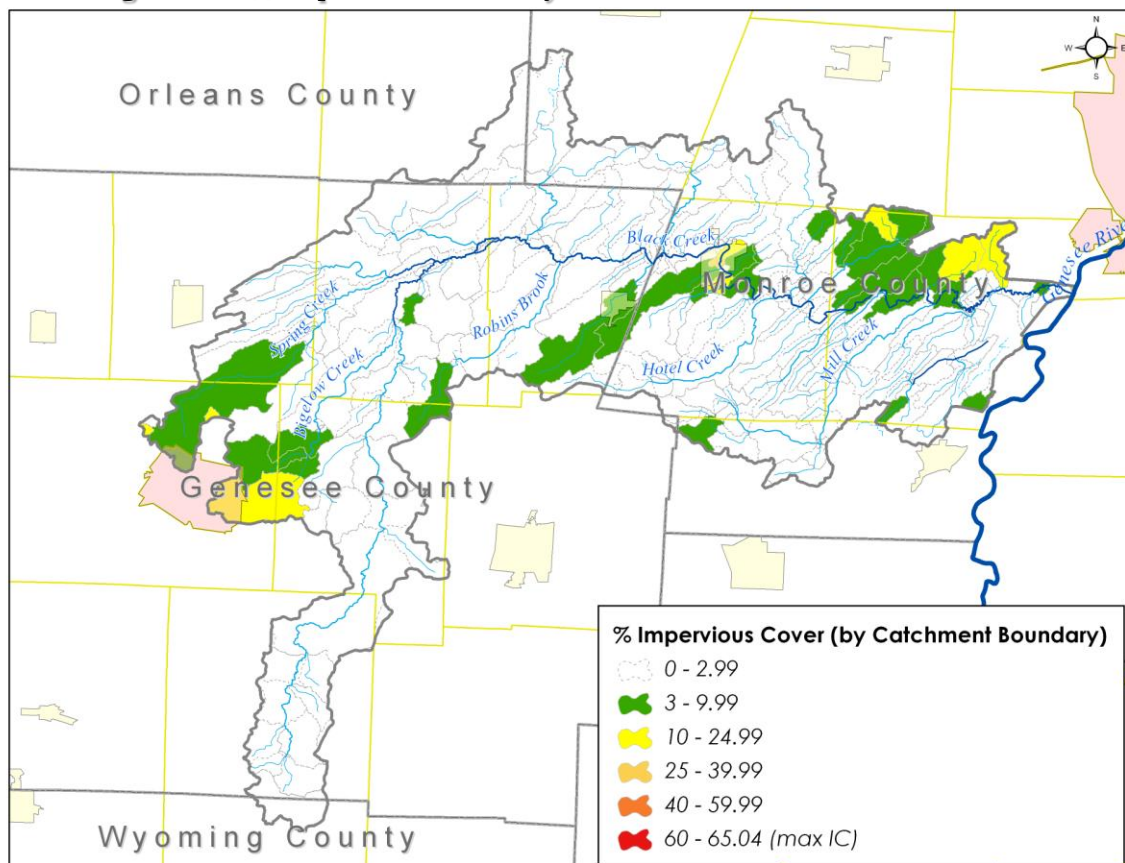 N
W E
S
Orleans County
Black Creek
Genesee River
Monroe County
Spring Creek
Robins Brook
Bigelow Creek
Hotel Creek
Mill Creek
Genesee County
Wyoming County
% Impervious Cover (by Catchment Boundary)
0 - 2.99
3 - 9.99
10 - 24.99
25 - 39.99
40 - 59.99
60 - 65.04 (max IC)